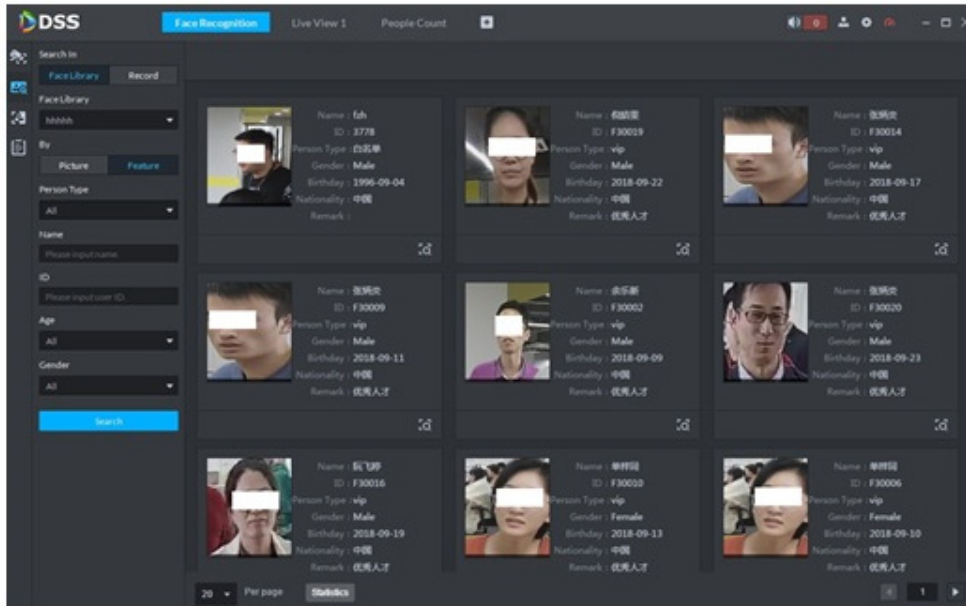 DSS
Face Recognition
Live View 1
People Count
0
Search In
Face Library
Record
Face Library
hhhhh
By
Picture
Feature
Person Type
All
Name
Please input name.
ID
Please input user ID.
Age
All
Gender
All
Search
Name : fzh
ID : 3778
Person Type : 白名单
Gender : Male
Birthday : 1996-09-04
Nationality : 中国
Remark :
Name :
ID : F30019
Person Type : vip
Gender : Male
Birthday : 2018-09-22
Nationality : 中国
Remark : 优秀人才
Name :
ID : F30014
Person Type : vip
Gender : Male
Birthday : 2018-09-17
Nationality : 中国
Remark : 优秀人才
Name :
ID : F30009
Person Type : vip
Gender : Male
Birthday : 2018-09-11
Nationality : 中国
Remark : 优秀人才
Name :
ID : F30002
Person Type : vip
Gender : Male
Birthday : 2018-09-09
Nationality : 中国
Remark : 优秀人才
Name :
ID : F30020
Person Type : vip
Gender : Male
Birthday : 2018-09-23
Nationality : 中国
Remark : 优秀人才
Name :
ID : F30016
Person Type : vip
Gender : Male
Birthday : 2018-09-19
Nationality : 中国
Remark : 优秀人才
Name :
ID : F30010
Person Type : vip
Gender : Female
Birthday : 2018-09-13
Nationality : 中国
Remark : 优秀人才
Name :
ID : F30006
Person Type : vip
Gender : Female
Birthday : 2018-09-10
Nationality : 中国
Remark : 优秀人才
20 Per page
Statistics
1